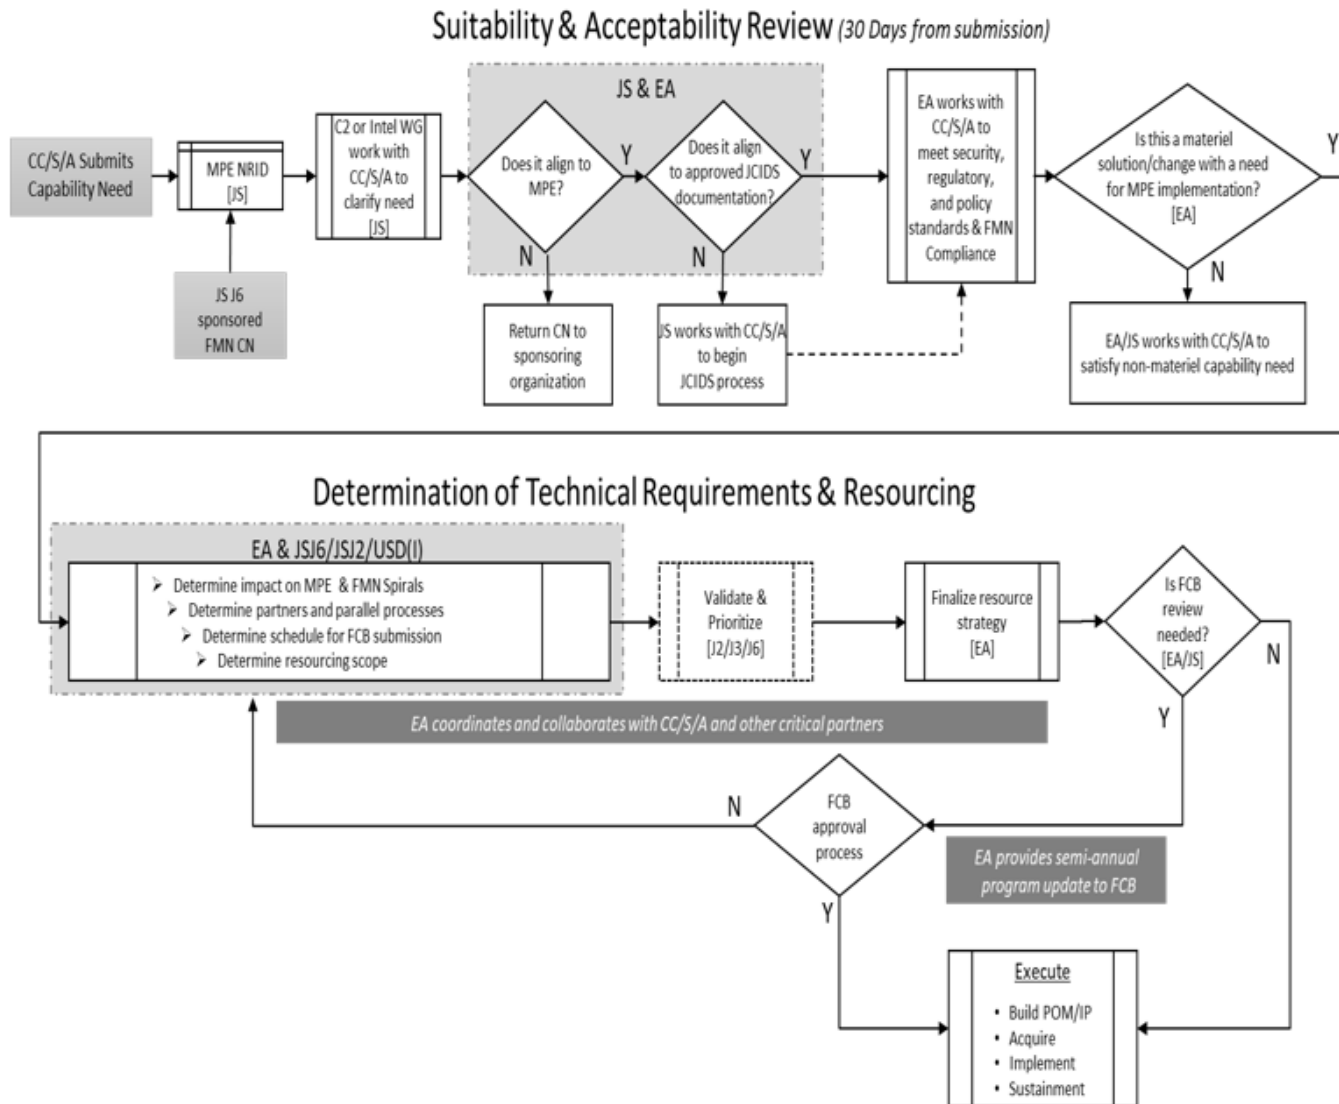 Suitability & Acceptability Review (30 Days from submission)
CC/S/A Submits
Capability Need
MPE NRID
[JS]
JS J6
sponsored
FMN CN
C2 or Intel WG
work with
CC/S/A to
clarify need
[JS]
JS & EA
Does it align to
MPE?
Y
N
Return CN to
sponsoring
organization
Does it align
to approved JCIDS
documentation?
Y
N
JS works with CC/S/A
to begin
JCIDS process
EA works with
CC/S/A to
meet security,
regulatory,
and policy
standards & FMN
Compliance
Is this a materiel
solution/change with a need
for MPE implementation?
[EA]
Y
N
EA/JS works with CC/S/A to
satisfy non-materiel capability need
Determination of Technical Requirements & Resourcing
EA & JSJ6/JSJ2/USD(I)
➢ Determine impact on MPE & FMN Spirals
➢ Determine partners and parallel processes
➢ Determine schedule for FCB submission
➢ Determine resourcing scope
Validate &
Prioritize
[J2/J3/J6]
Finalize resource
strategy
[EA]
Is FCB
review
needed?
[EA/JS]
N
Y
EA coordinates and collaborates with CC/S/A and other critical partners
FCB
approval
process
N
Y
EA provides semi-annual
program update to FCB
Execute
• Build POM/IP
• Acquire
• Implement
• Sustainment